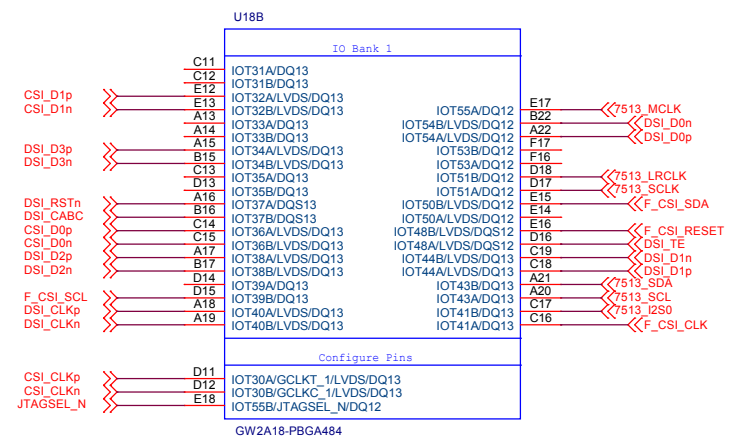 U18B
IO Bank 1
C11 IOT31A/DQ13
C12 IOT31B/DQ13
CSI_D1p E12 IOT32A/LVDS/DQ13
CSI_D1n E13 IOT32B/LVDS/DQ13 IOT55A/DQ12 E17 7513_MCLK
A13 IOT33A/DQ13 IOT54B/LVDS/DQ12 B22 DSI_D0n
A14 IOT33B/DQ13 IOT54A/LVDS/DQ12 A22 DSI_D0p
DSI_D3p A15 IOT34A/LVDS/DQ13 IOT53B/DQ12 F17
DSI_D3n B15 IOT34B/LVDS/DQ13 IOT53A/DQ12 F16
C13 IOT35A/DQ13 IOT51B/DQ12 D18 7513_LRCLK
D13 IOT35B/DQ13 IOT51A/DQ12 D17 7513_SCLK
DSI_RSTn A16 IOT37A/DQS13 IOT50B/LVDS/DQ12 E15 F_CSI_SDA
DSI_CABC B16 IOT37B/DQS13 IOT50A/LVDS/DQ12 E14
CSI_D0p C14 IOT36A/LVDS/DQ13 IOT48B/LVDS/DQS12 E16 F_CSI_RESET
CSI_D0n C15 IOT36B/LVDS/DQ13 IOT48A/LVDS/DQS12 D16 DSI_TE
DSI_D2p A17 IOT38A/LVDS/DQ13 IOT44B/LVDS/DQ13 C19 DSI_D1n
DSI_D2n B17 IOT38B/LVDS/DQ13 IOT44A/LVDS/DQ13 C18 DSI_D1p
D14 IOT39A/DQ13 IOT43B/DQ13 A21 7513_SDA
F_CSI_SCL D15 IOT39B/DQ13 IOT43A/DQ13 A20 7513_SCL
DSI_CLKp A18 IOT40A/LVDS/DQ13 IOT41B/DQ13 C17 7513_I2S0
DSI_CLKn A19 IOT40B/LVDS/DQ13 IOT41A/DQ13 C16 F_CSI_CLK
Configure Pins
CSI_CLKp D11 IOT30A/GCLKT_1/LVDS/DQ13
CSI_CLKn D12 IOT30B/GCLKC_1/LVDS/DQ13
JTAGSEL_N E18 IOT55B/JTAGSEL_N/DQ12
GW2A18-PBGA484